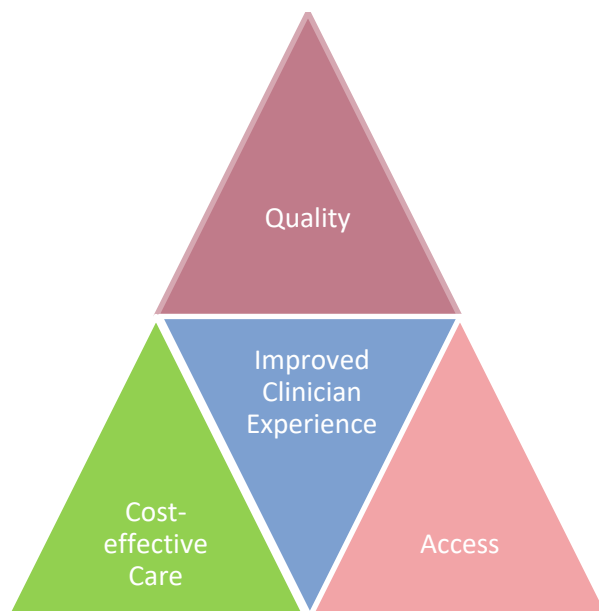 Quality
Improved
Clinician
Experience
Cost-
effective
Care
Access